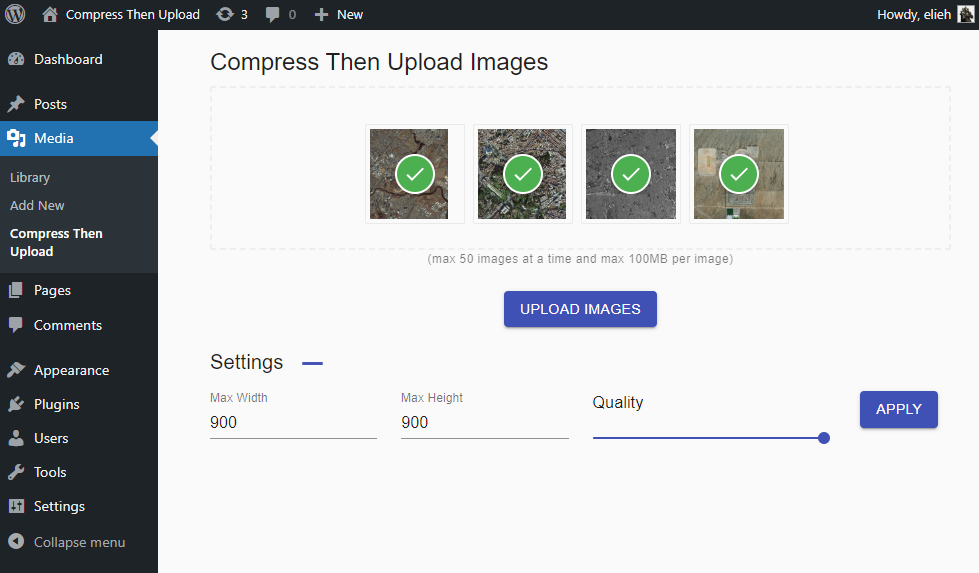 Compress Then Upload 3 0 New Howdy, elieh
Dashboard
Posts
Media
Library
Add New
Compress Then
Upload
Pages
Comments
Appearance
Plugins
Users
Tools
Settings
Collapse menu
Compress Then Upload Images
(max 50 images at a time and max 100MB per image)
UPLOAD IMAGES
Settings
Max Width Max Height Quality
900 900
APPLY